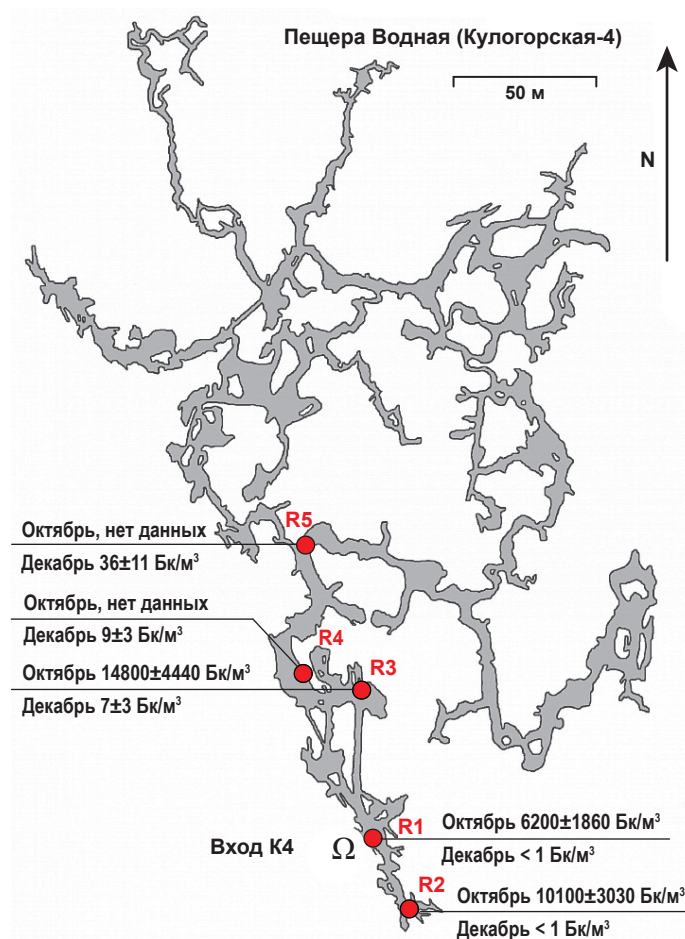 Пещера Водная (Кулогорская-4)
50 м
N
R5
Октябрь, нет данных
Декабрь 36±11 Бк/м³
Октябрь, нет данных
R4
Декабрь 9±3 Бк/м³
R3
Октябрь 14800±4440 Бк/м³
Декабрь 7±3 Бк/м³
R1
Октябрь 6200±1860 Бк/м³
Вход К4 Ω
Декабрь < 1 Бк/м³
R2
Октябрь 10100±3030 Бк/м³
Декабрь < 1 Бк/м³